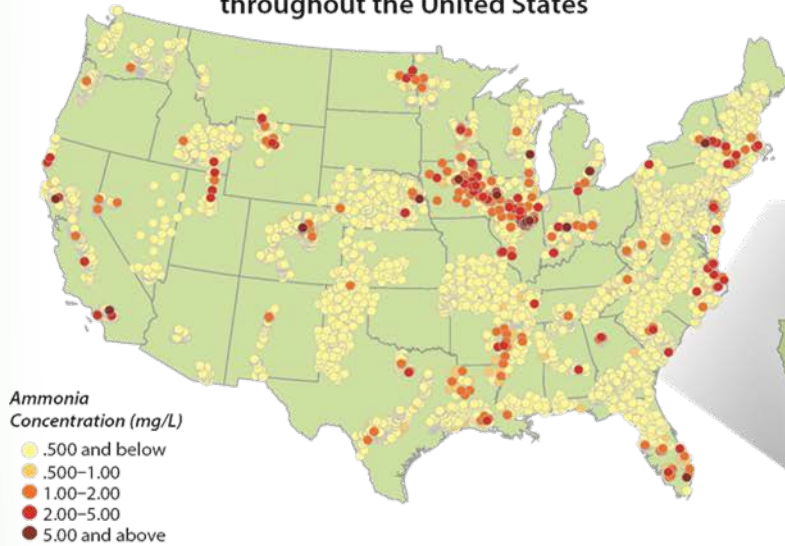 throughout the United States
Ammonia
Concentration (mg/L)
.500 and below
.500–1.00
1.00–2.00
2.00–5.00
5.00 and above